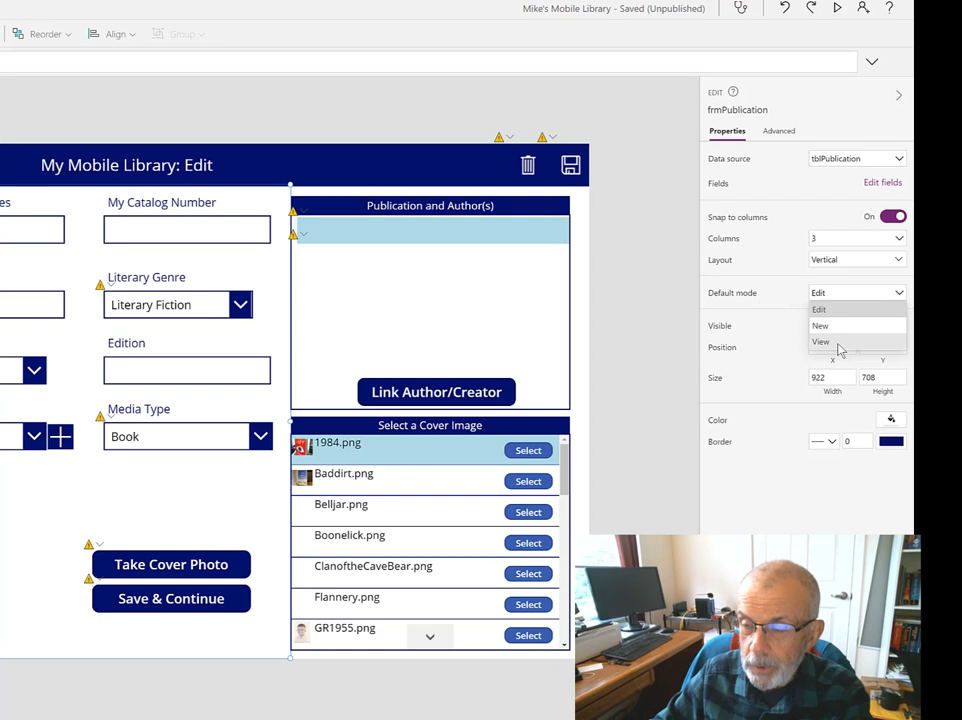 Mike's Mobile Library - Saved (Unpublished)
?
Reorder
Align
Group
EDIT
?
frmPublication
Properties
Advanced
Data source
tblPublication
Fields
Edit fields
Snap to columns
On
Columns
3
Layout
Vertical
Default mode
Edit
Edit
New
View
Visible
Position
X
Y
Size
922
708
Width
Height
Color
Border
0
My Mobile Library: Edit
es
My Catalog Number
Literary Genre
Literary Fiction
Edition
Media Type
Book
Take Cover Photo
Save & Continue
Publication and Author(s)
Link Author/Creator
Select a Cover Image
1984.png
Select
Baddirt.png
Select
Belljar.png
Select
Boonelick.png
Select
ClanoftheCaveBear.png
Select
Flannery.png
Select
GR1955.png
Select